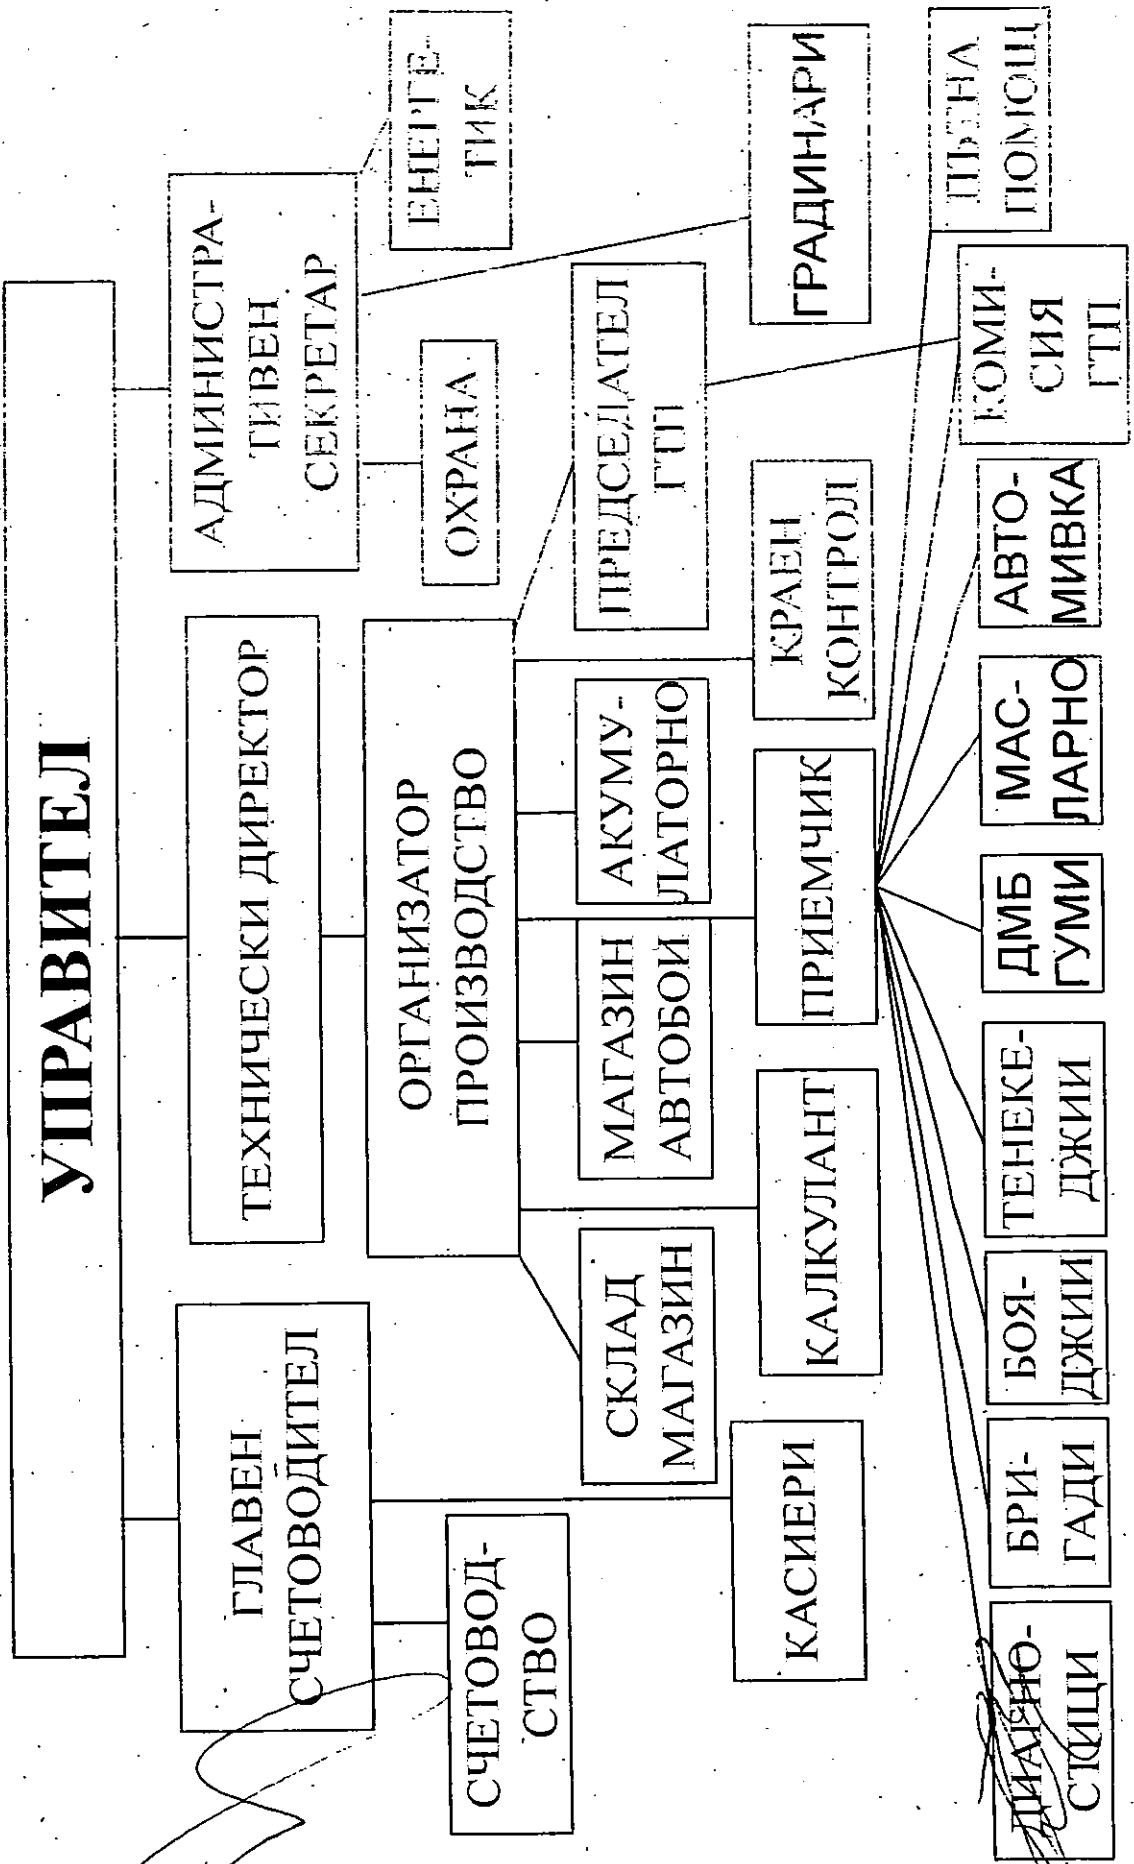 УПРАВИТЕЛ
ГЛАВЕН
СЧЕТОВОДИТЕЛ
ТЕХНИЧЕСКИ ДИРЕКТОР
АДМИНИСТРА-
ТИВЕН
СЕКРЕТАР
ОРГАНИЗАТОР
ПРОИЗВОДСТВО
СЧЕТОВОД-
СТВО
ОХРАНА
ЕНЕРГЕ-
ТИК
СКЛАД
МАГАЗИН
МАГАЗИН
АВТОБОИ
АКУМУ-
ЛАТОРНО
ПРЕДСЕДАТЕЛ
ГТП
КАСИЕРИ
КАЛКУЛАНТ
ПРИЕМЧИК
КРАЕН
КОНТРОЛ
ГРАДИНАРИ
ДИАГНО-
СТИЦИ
БРИ-
ГАДИ
БОЯ-
ДЖИИ
ТЕНЕКЕ-
ДЖИИ
ДМБ
ГУМИ
МАС-
ЛАРНО
АВТО-
МИВКА
КОМИ-
СИЯ
ГТП
ПЪТНА
ПОМОЩ